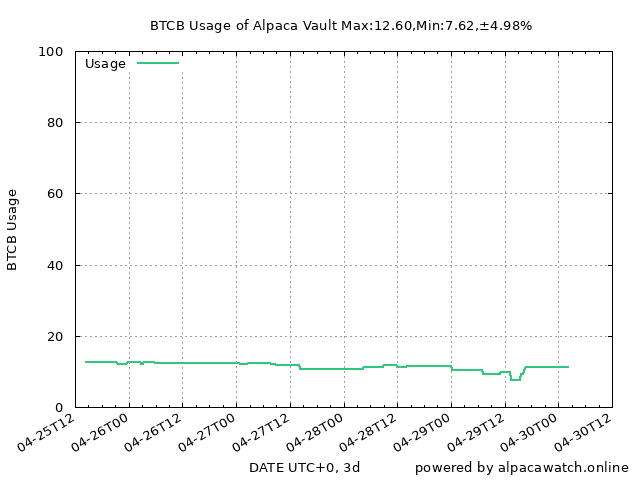 BTCB Usage of Alpaca Vault Max:12.60,Min:7.62,±4.98%
Usage
BTCB Usage
100
80
60
40
20
0
04-25T12
04-26T00
04-26T12
04-27T00
04-27T12
04-28T00
04-28T12
04-29T00
04-29T12
04-30T00
04-30T12
DATE UTC+0, 3d
powered by alpacawatch.online